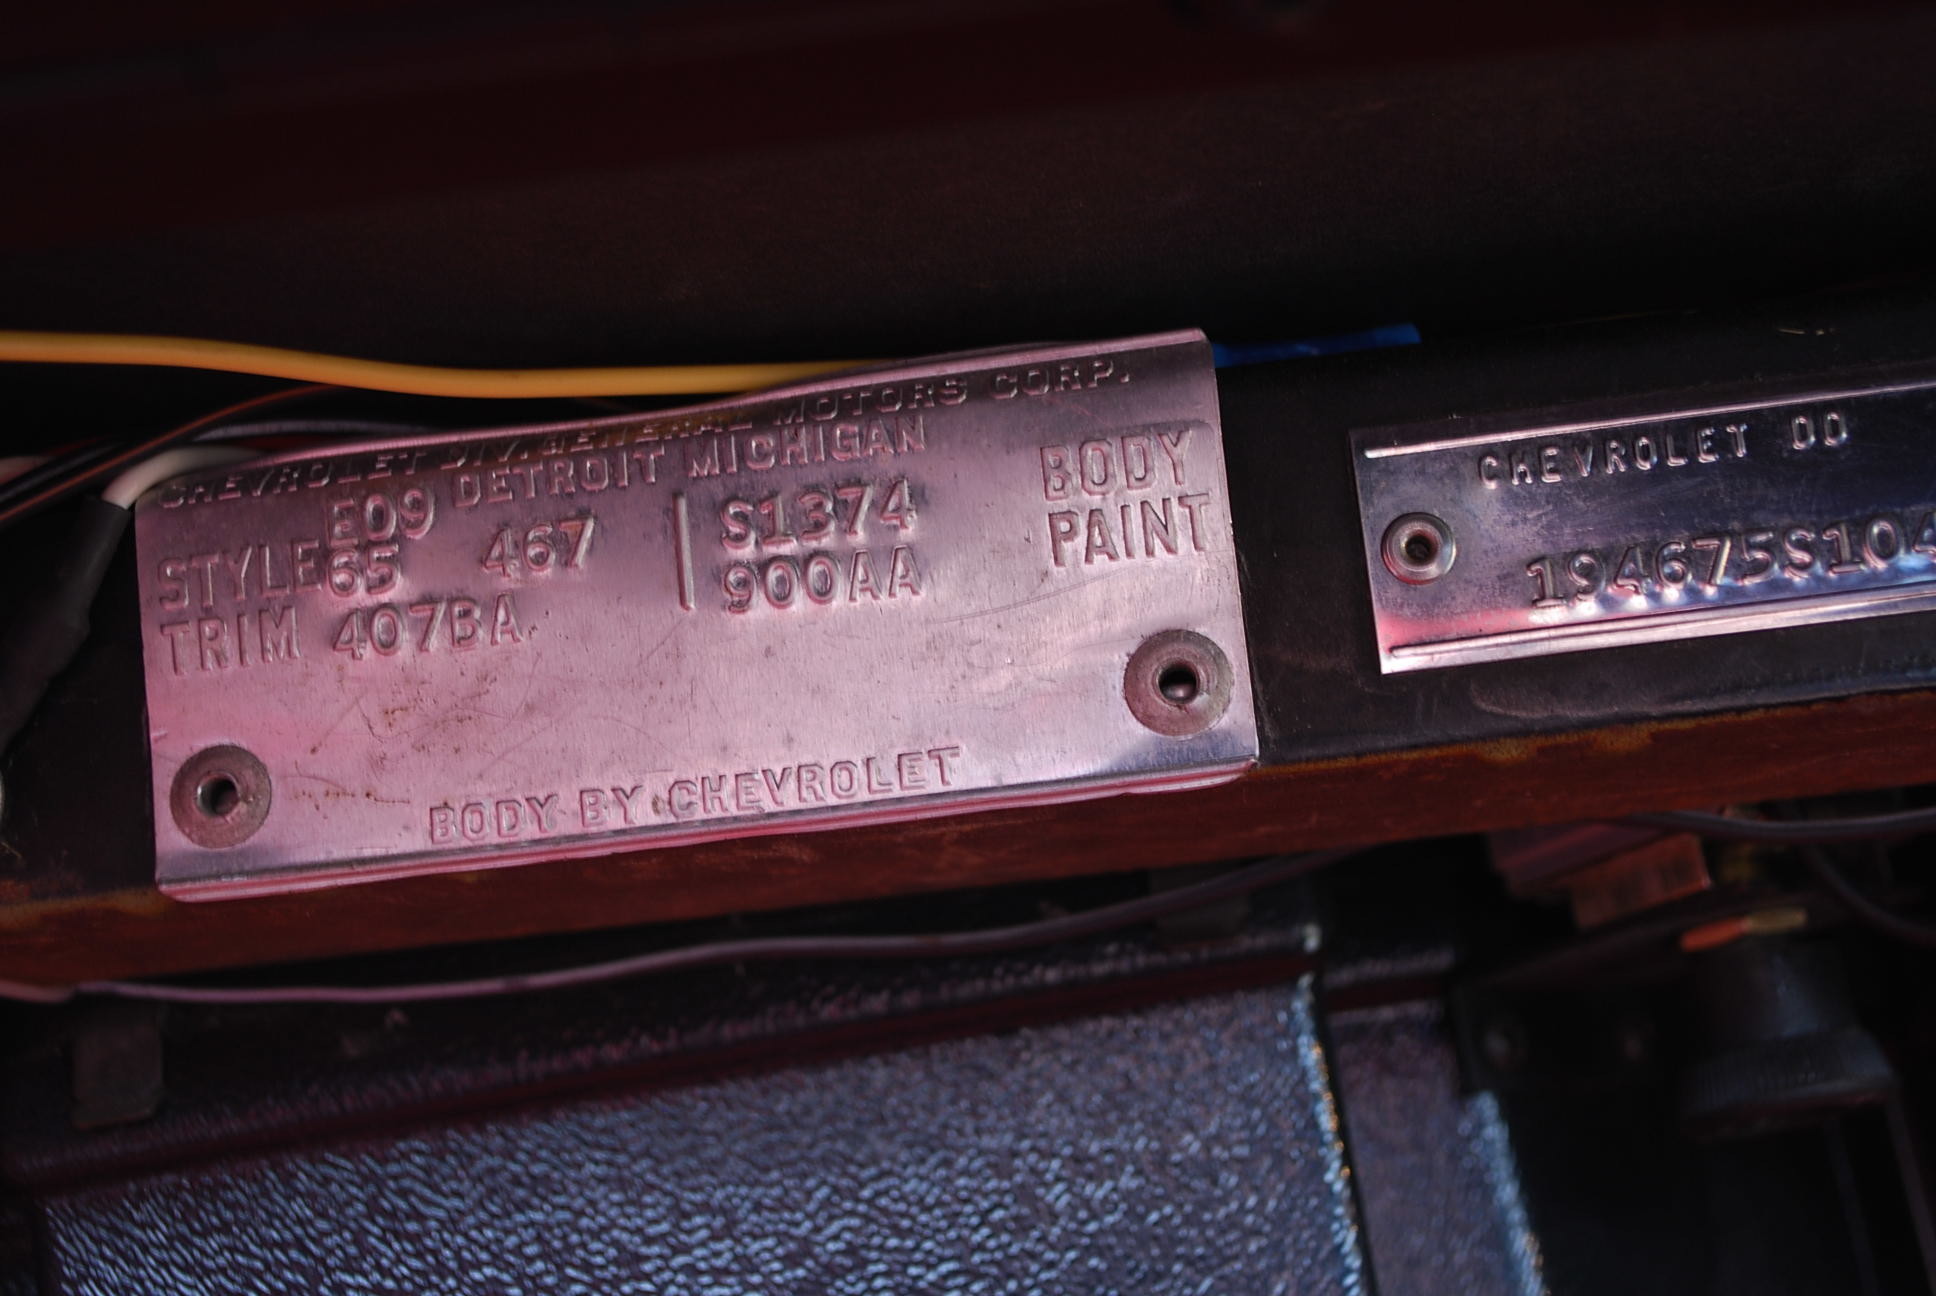 CHEVROLET DIV. GENERAL MOTORS CORP.
DETROIT MICHIGAN
E09
STYLE 65 467 S1374 BODY
TRIM 407BA 900AA PAINT
BODY BY CHEVROLET
CHEVROLET DO
194675S104